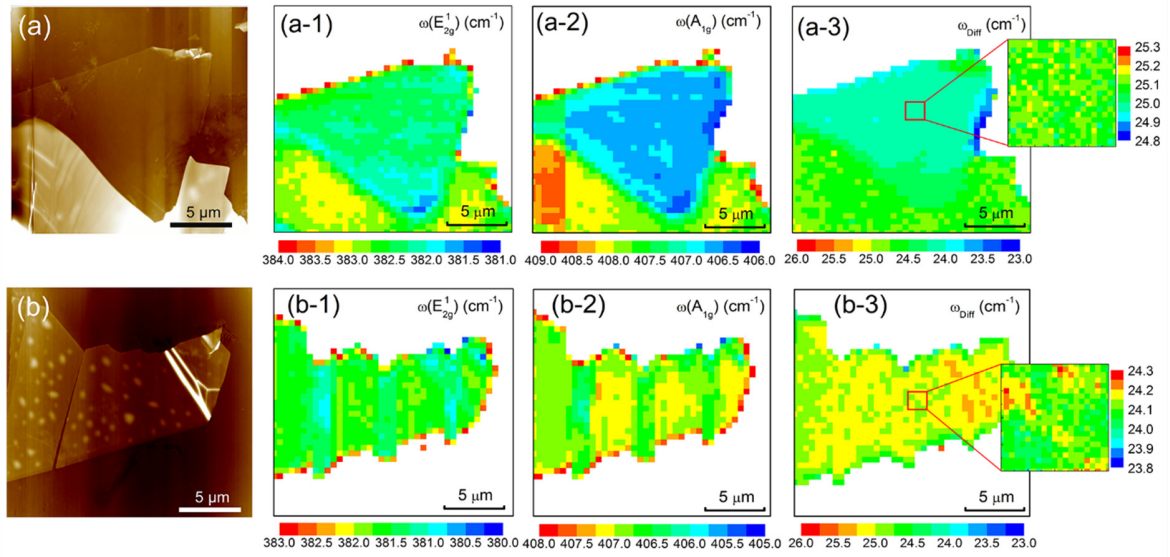 (a)
5 μm
(a-1)
ω(E¹₂g) (cm⁻¹)
5 μm
384.0 383.5 383.0 382.5 382.0 381.5 381.0
(a-2)
ω(A₁g) (cm⁻¹)
5 μm
409.0 408.5 408.0 407.5 407.0 406.5 406.0
(a-3)
ωDiff (cm⁻¹)
5 μm
26.0 25.5 25.0 24.5 24.0 23.5 23.0
25.3
25.2
25.1
25.0
24.9
24.8
(b)
5 μm
(b-1)
ω(E¹₂g) (cm⁻¹)
5 μm
383.0 382.5 382.0 381.5 381.0 380.5 380.0
(b-2)
ω(A₁g) (cm⁻¹)
5 μm
408.0 407.5 407.0 406.5 406.0 405.5 405.0
(b-3)
ωDiff (cm⁻¹)
5 μm
26.0 25.5 25.0 24.5 24.0 23.5 23.0
24.3
24.2
24.1
24.0
23.9
23.8